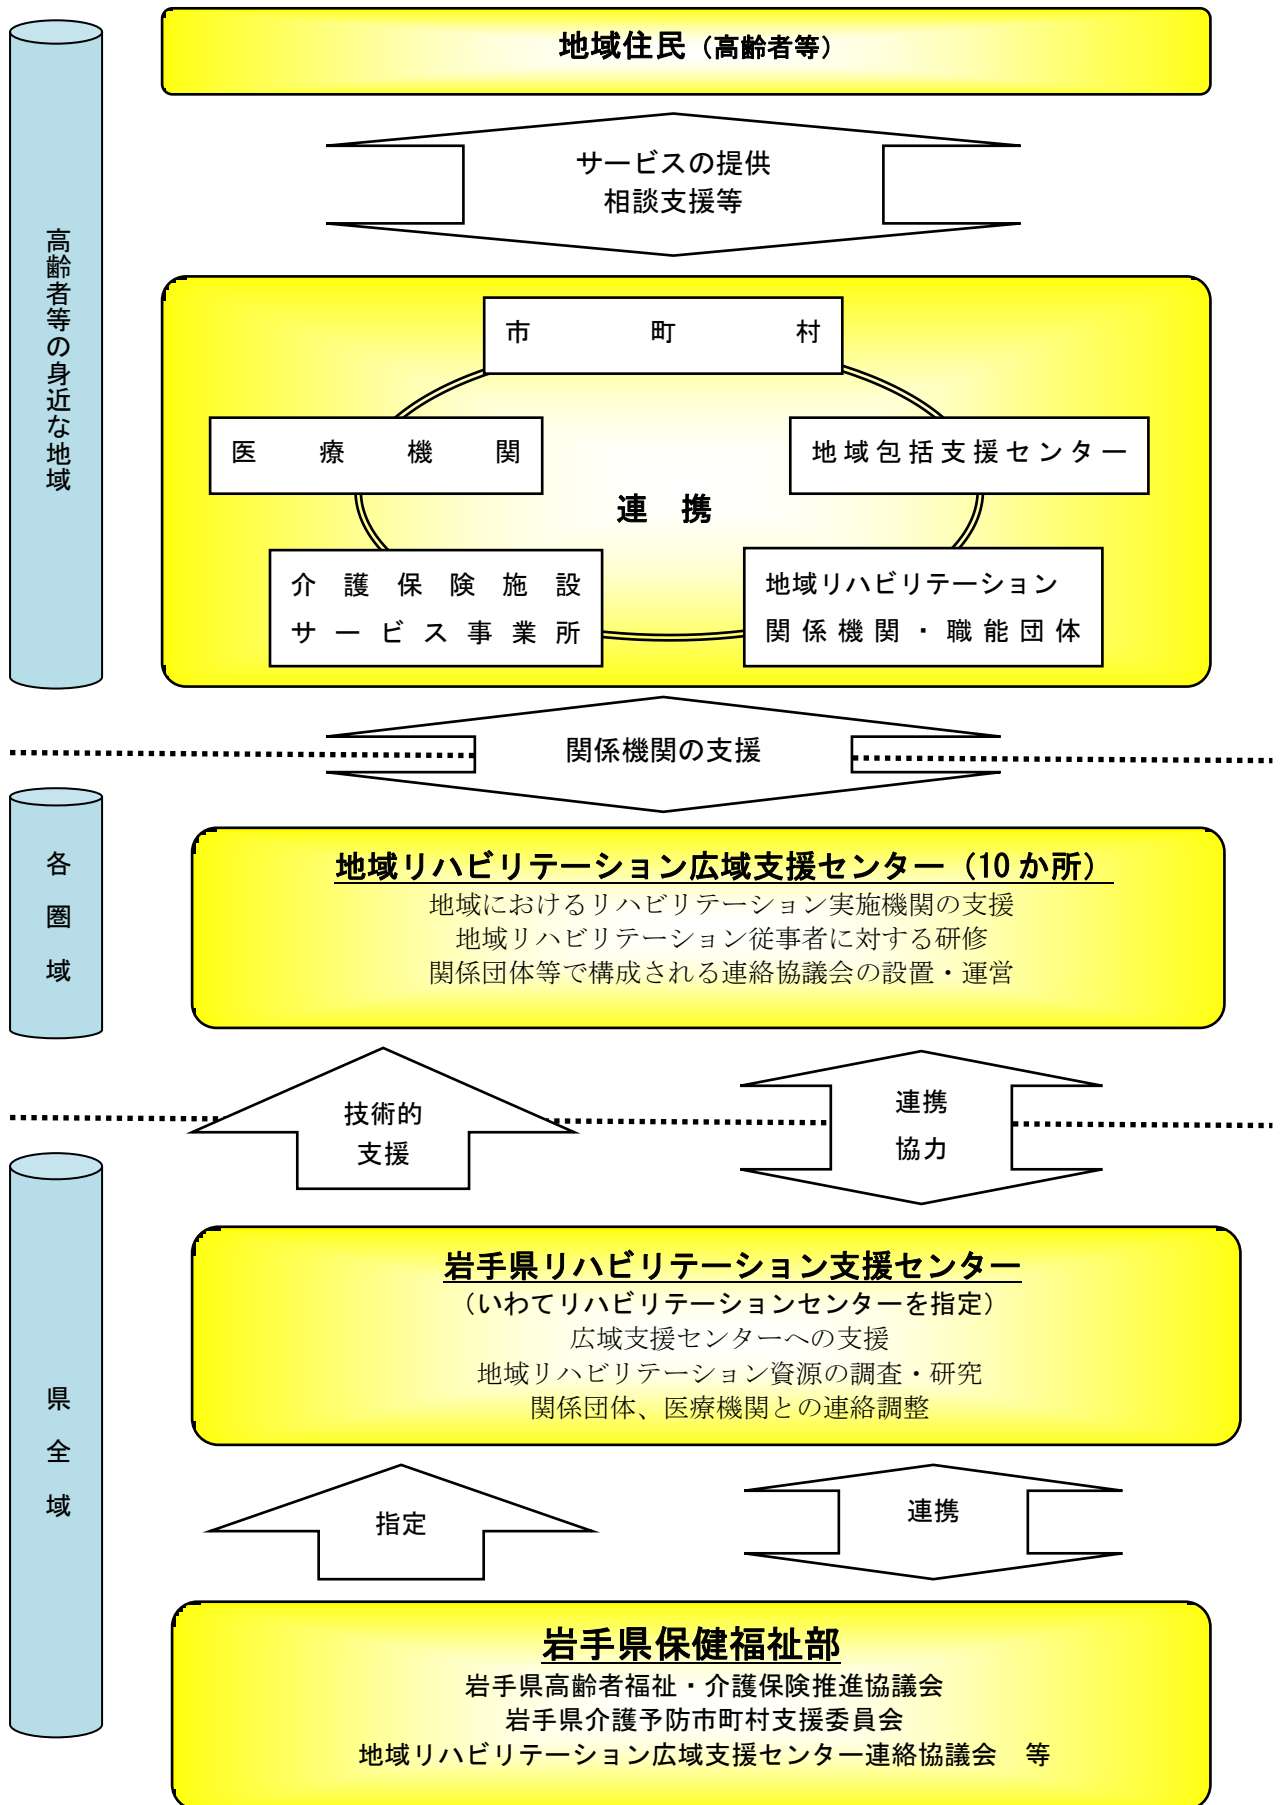 地域住民（高齢者等）
サービスの提供
相談支援等
高齢者等の身近な地域
市町村
医療機関
地域包括支援センター
連携
介護保険施設
サービス事業所
地域リハビリテーション
関係機関・職能団体
関係機関の支援
各圏域
地域リハビリテーション広域支援センター（10か所）
地域におけるリハビリテーション実施機関の支援
地域リハビリテーション従事者に対する研修
関係団体等で構成される連絡協議会の設置・運営
技術的
支援
連携
協力
県全域
岩手県リハビリテーション支援センター
（いわてリハビリテーションセンターを指定）
広域支援センターへの支援
地域リハビリテーション資源の調査・研究
関係団体、医療機関との連絡調整
指定
連携
岩手県保健福祉部
岩手県高齢者福祉・介護保険推進協議会
岩手県介護予防市町村支援委員会
地域リハビリテーション広域支援センター連絡協議会　等